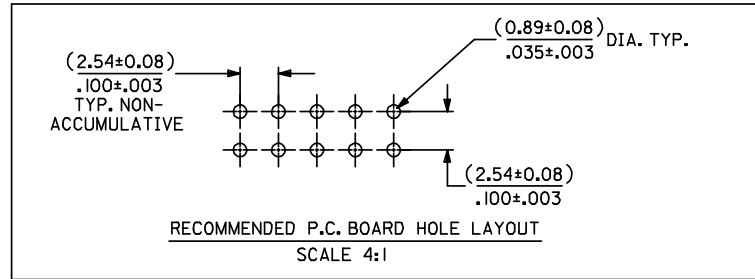 (0.89±0.08)
.035±.003
DIA. TYP.
(2.54±0.08)
.100±.003
TYP. NON-
ACCUMULATIVE
(2.54±0.08)
.100±.003
RECOMMENDED P.C. BOARD HOLE LAYOUT
SCALE 4:1